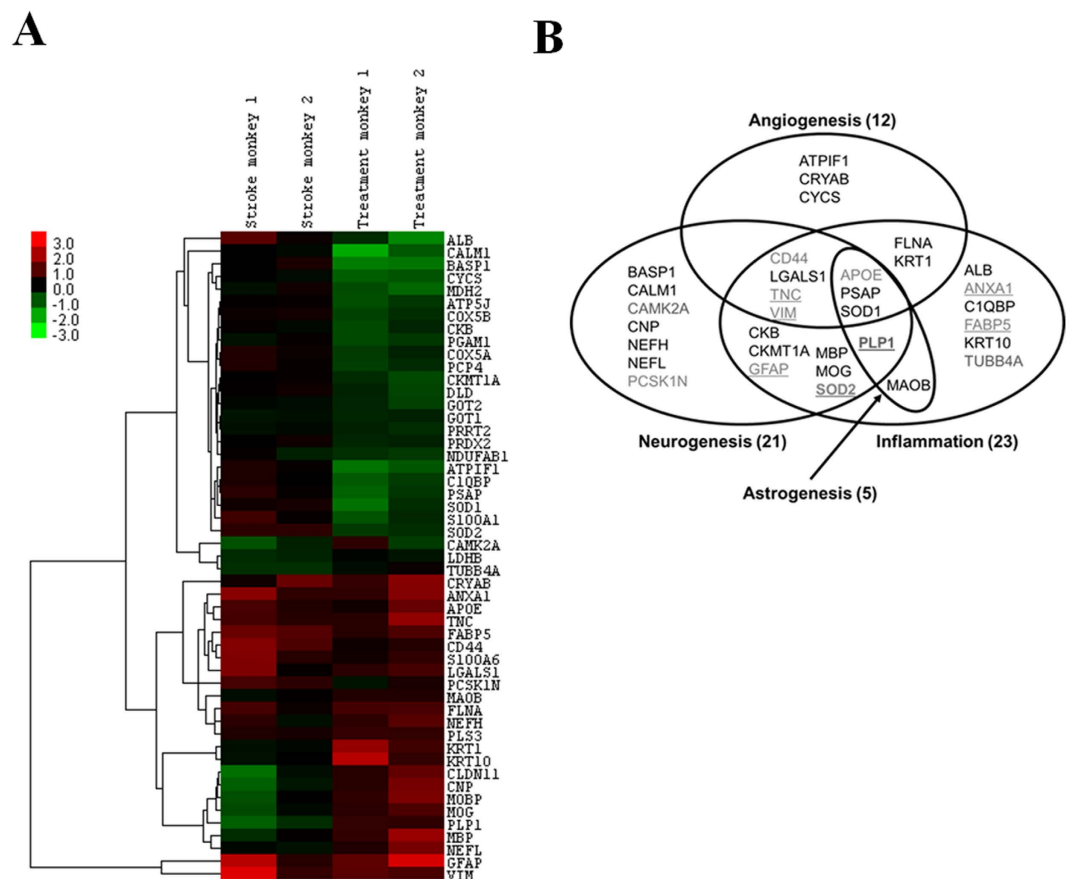 A
B
Stroke monkey 1
Stroke monkey 2
Treatment monkey 1
Treatment monkey 2
3.0
2.0
1.0
0.0
-1.0
-2.0
-3.0
ALB
CALM1
BASP1
CYCS
MDH2
ATP5J
COX5B
CKB
PGAM1
COX5A
PCP4
CKMT1A
DLD
GOT2
GOT1
PRRT2
PRDX2
NDUFAB1
ATPIF1
C1QBP
PSAP
SOD1
S100A1
SOD2
CAMK2A
LDHB
TUBB4A
CRYAB
ANXA1
APOE
TNC
FABP5
CD44
S100A6
LGALS1
PCSK1N
MAOB
FLNA
NEFH
PLS3
KRT1
KRT10
CLDN11
CNP
MOBP
MOG
PLP1
MBP
NEFL
GFAP
VIM
Angiogenesis (12)
ATPIF1
CRYAB
CYCS
FLNA
KRT1
CD44
LGALS1
TNC
VIM
APOE
PSAP
SOD1
BASP1
CALM1
CAMK2A
CNP
NEFH
NEFL
PCSK1N
ALB
ANXA1
C1QBP
FABP5
KRT10
TUBB4A
CKB
CKMT1A
GFAP
MBP
MOG
SOD2
PLP1
MAOB
Neurogenesis (21)
Inflammation (23)
Astrogenesis (5)